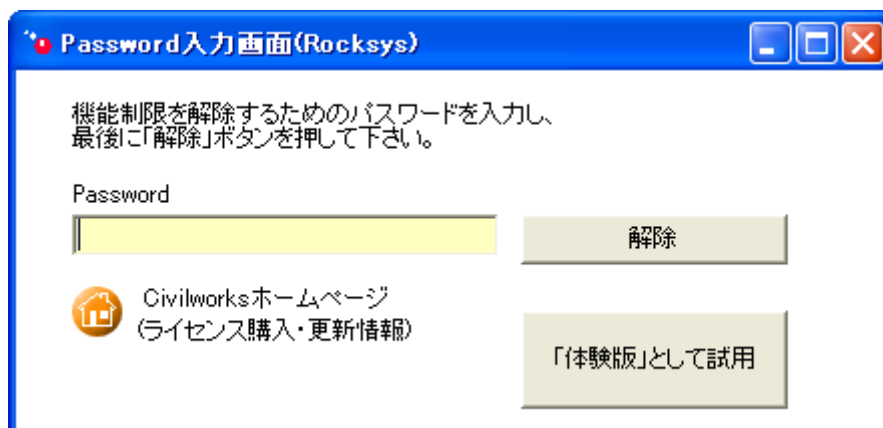 Password入力画面(Rocksys)
機能制限を解除するためのパスワードを入力し、
最後に「解除」ボタンを押して下さい。
Password
解除
Civilworksホームページ
(ライセンス購入・更新情報)
「体験版」として試用